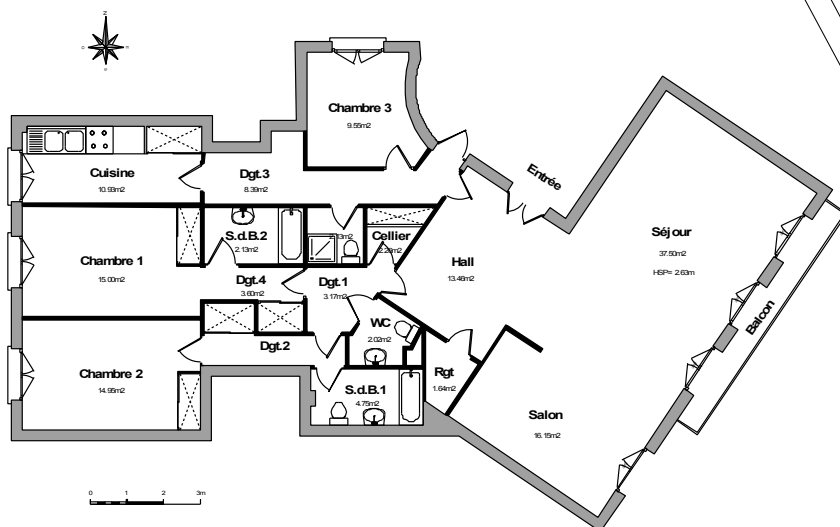 Chambre 3
9.55m2
Cuisine
10.93m2
Dgt.3
8.39m2
Entrée
Séjour
37.50m2
HSP= 2.63m
S.d.B.2
2.13m2
Cellier
Hall
13.46m2
Chambre 1
15.00m2
Dgt.4
3.60m2
Dgt.1
3.17m2
WC
2.02m2
Balcon
Dgt.2
Chambre 2
14.95m2
S.d.B.1
4.75m2
Rgt
1.64m2
Salon
16.15m2
0 1 2 3m